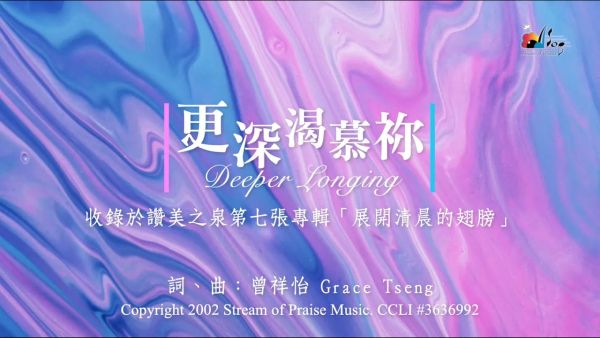 更深渴慕祢
Deeper Longing
收錄於讚美之泉第七張專輯「展開清晨的翅膀」
詞、曲：曾祥怡 Grace Tseng
Copyright 2002 Stream of Praise Music. CCLI #3636992